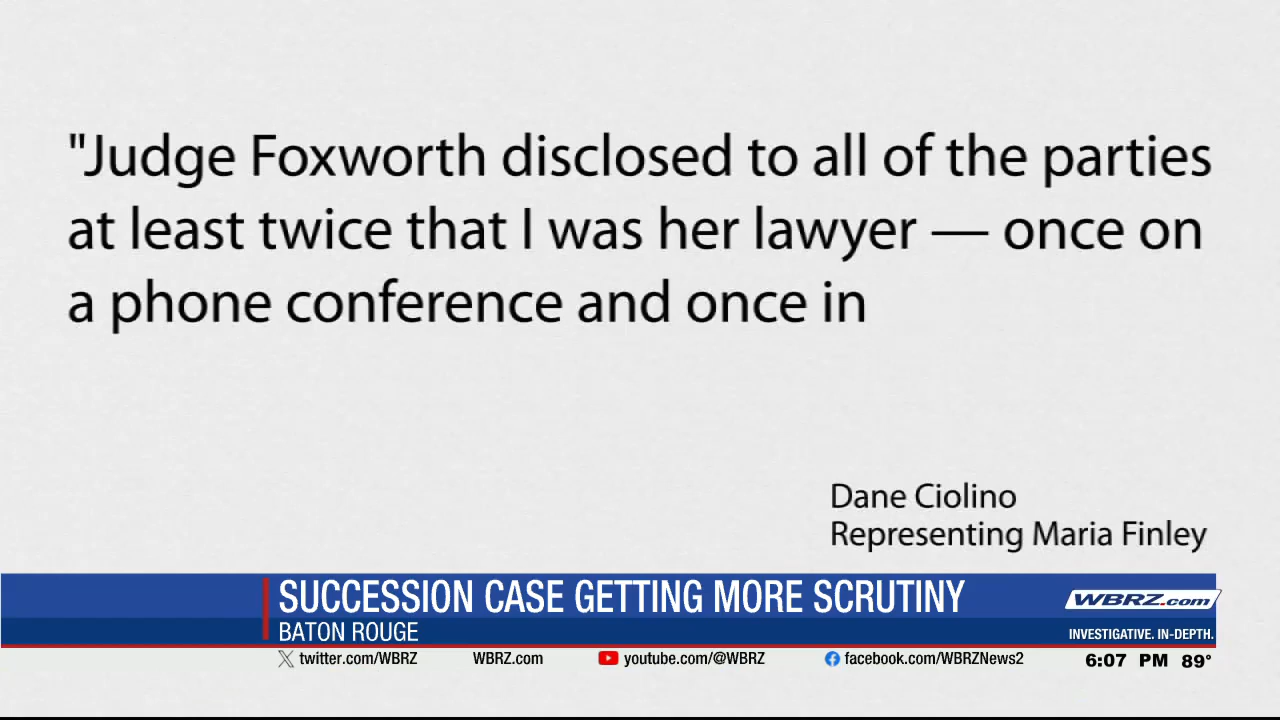 "Judge Foxworth disclosed to all of the parties
at least twice that I was her lawyer — once on
a phone conference and once in
Dane Ciolino
Representing Maria Finley
SUCCESSION CASE GETTING MORE SCRUTINY
BATON ROUGE
WBRZ.com
INVESTIGATIVE. IN-DEPTH.
twitter.com/WBRZ WBRZ.com youtube.com/@WBRZ facebook.com/WBRZNews2 6:07 PM 89°